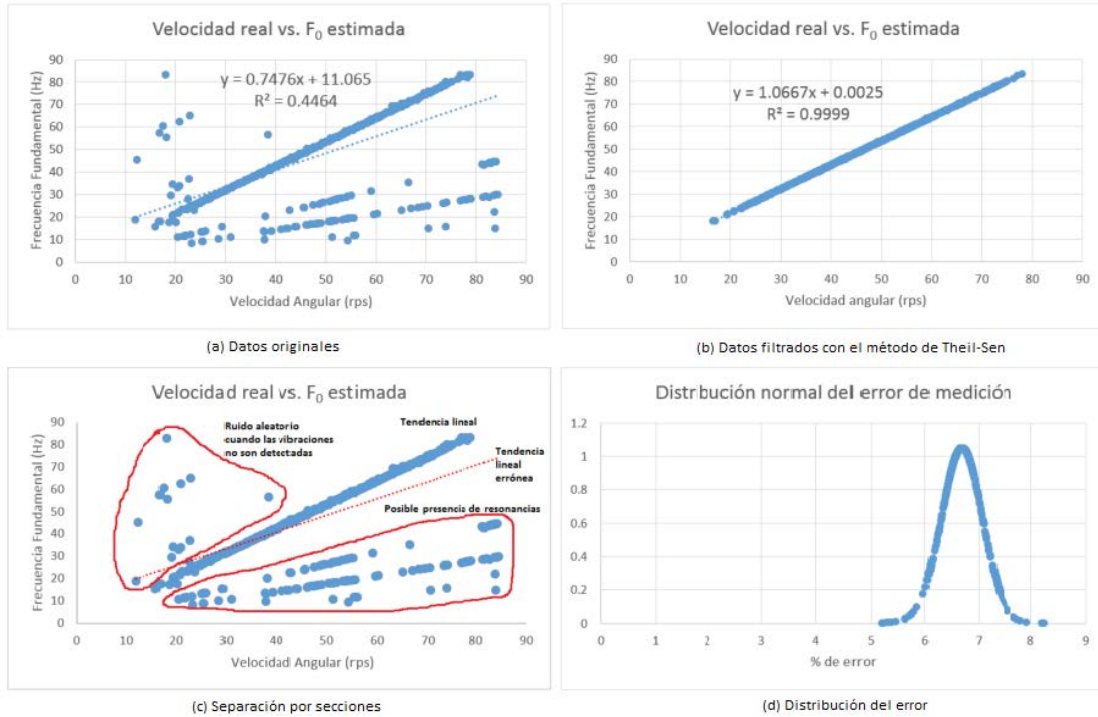 Velocidad real vs. F₀ estimada
Frecuencia Fundamental (Hz)
90
80
70
60
50
40
30
20
10
0
y = 0.7476x + 11.065
R² = 0.4464
0 10 20 30 40 50 60 70 80 90
Velocidad Angular (rps)
(a) Datos originales
Velocidad real vs. F₀ estimada
Frecuencia Fundamental (Hz)
90
80
70
60
50
40
30
20
10
0
y = 1.0667x + 0.0025
R² = 0.9999
0 10 20 30 40 50 60 70 80 90
Velocidad angular (rps)
(b) Datos filtrados con el método de Theil-Sen
Velocidad real vs. F₀ estimada
Frecuencia Fundamental (Hz)
90
80
70
60
50
40
30
20
10
0
Ruido aleatorio
cuando las vibraciones
no son detectadas
Tendencia lineal
Tendencia
lineal
errónea
Posible presencia de resonancias
0 10 20 30 40 50 60 70 80 90
Velocidad Angular (rps)
(c) Separación por secciones
Distribución normal del error de medición
1.2
1
0.8
0.6
0.4
0.2
0
0 1 2 3 4 5 6 7 8 9
% de error
(d) Distribución del error